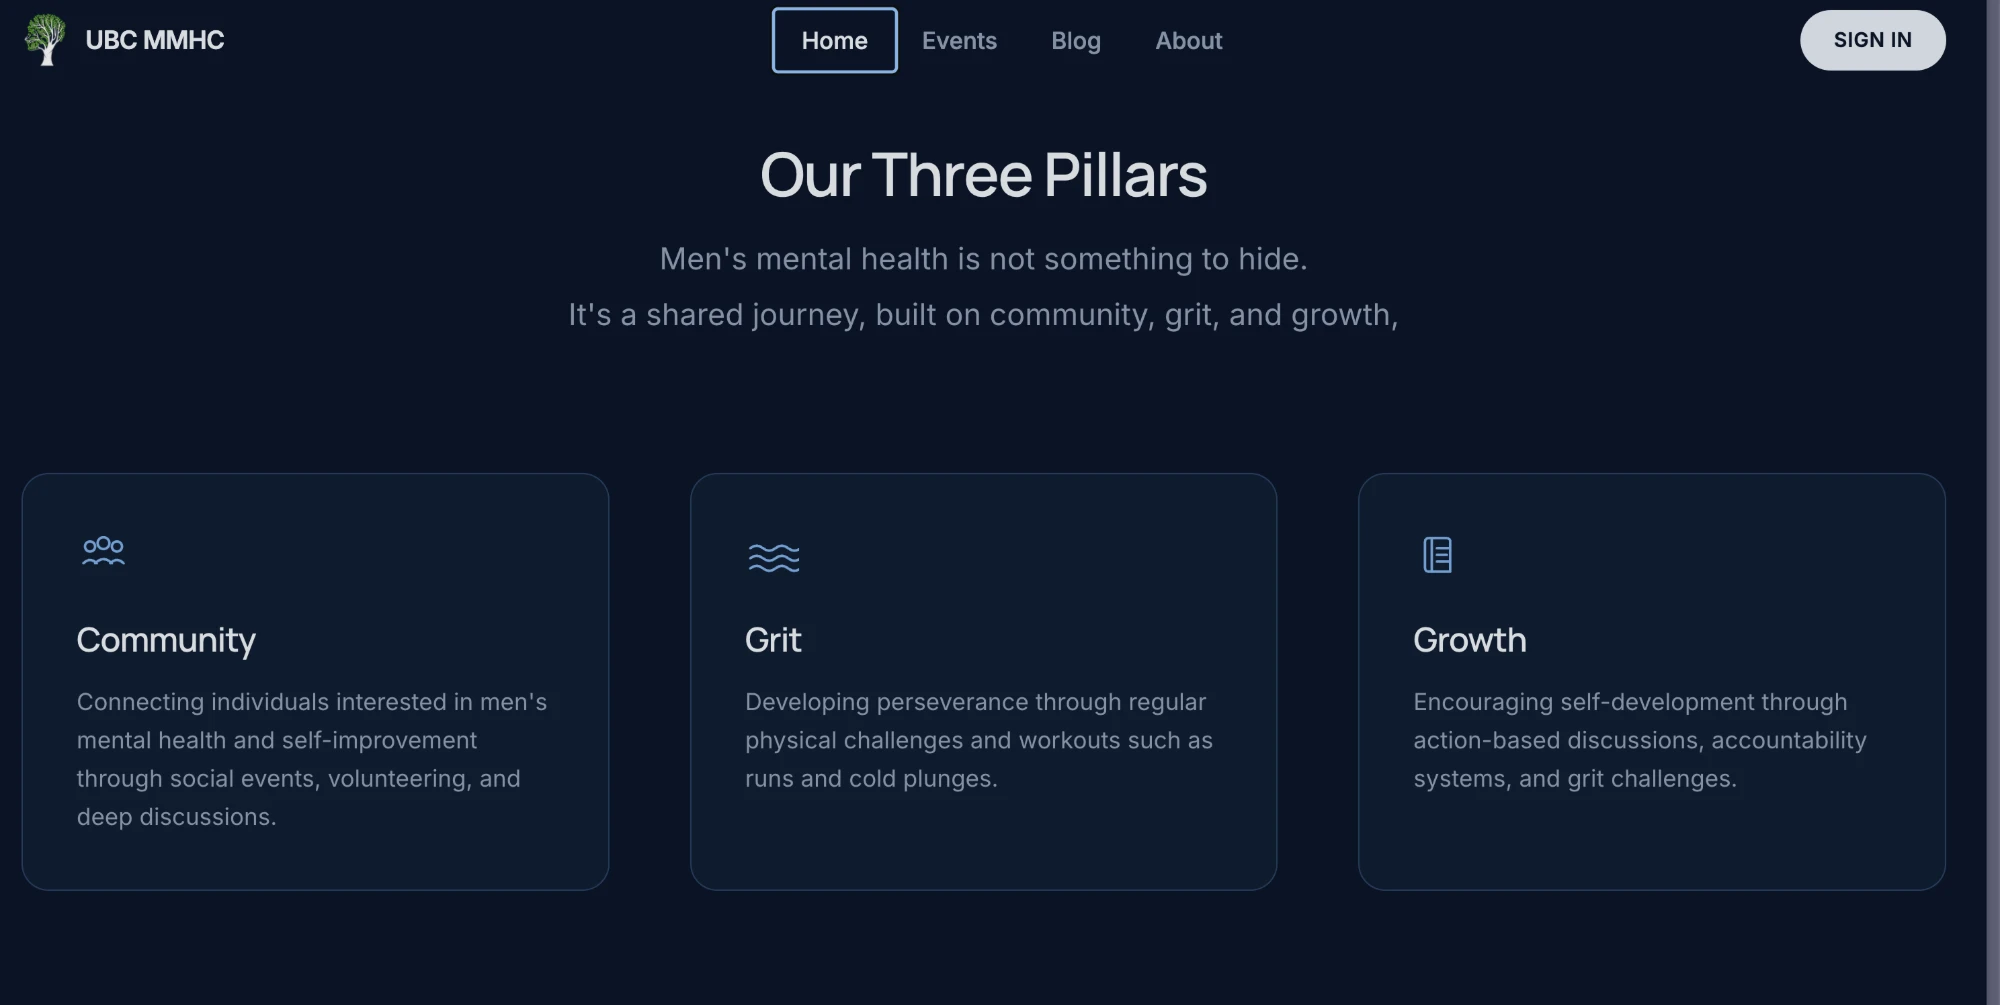 UBC MMHC
Home
Events
Blog
About
SIGN IN
Our Three Pillars
Men's mental health is not something to hide.
It's a shared journey, built on community, grit, and growth,
Community
Connecting individuals interested in men's
mental health and self-improvement
through social events, volunteering, and
deep discussions.
Grit
Developing perseverance through regular
physical challenges and workouts such as
runs and cold plunges.
Growth
Encouraging self-development through
action-based discussions, accountability
systems, and grit challenges.